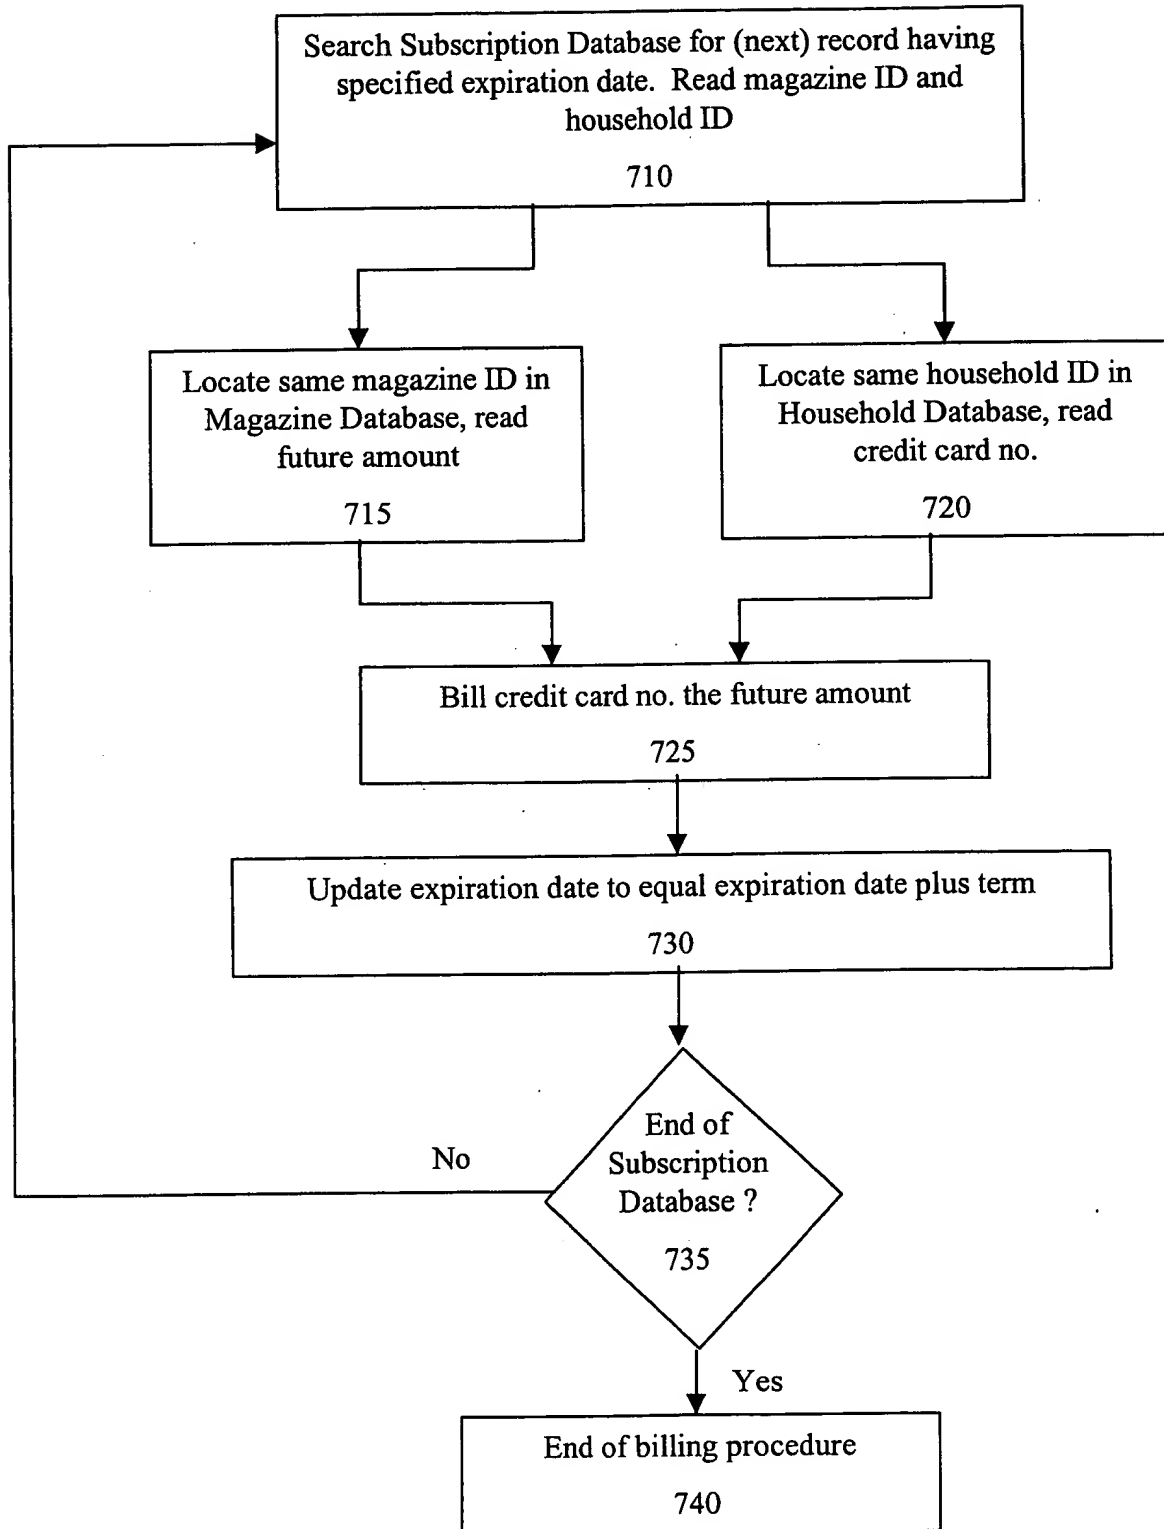 Search Subscription Database for (next) record having
specified expiration date. Read magazine ID and
household ID
710
Locate same magazine ID in
Magazine Database, read
future amount
715
Locate same household ID in
Household Database, read
credit card no.
720
Bill credit card no. the future amount
725
Update expiration date to equal expiration date plus term
730
End of
Subscription
Database ?
735
No
Yes
End of billing procedure
740